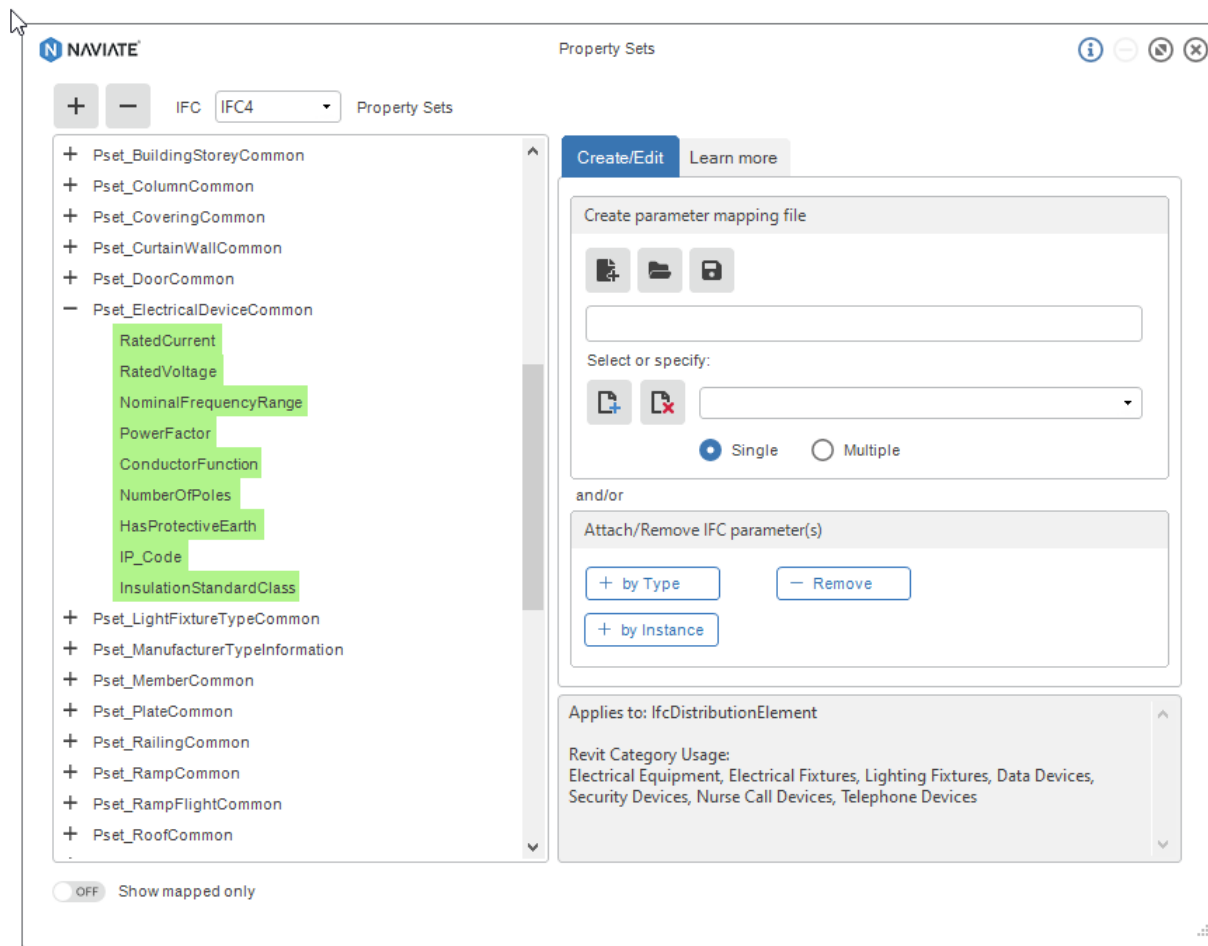 NAVIATE
Property Sets
IFC
IFC4
Property Sets
Pset_BuildingStoreyCommon
Pset_ColumnCommon
Pset_CoveringCommon
Pset_CurtainWallCommon
Pset_DoorCommon
Pset_ElectricalDeviceCommon
RatedCurrent
RatedVoltage
NominalFrequencyRange
PowerFactor
ConductorFunction
NumberOfPoles
HasProtectiveEarth
IP_Code
InsulationStandardClass
Pset_LightFixtureTypeCommon
Pset_ManufacturerTypeInformation
Pset_MemberCommon
Pset_PlateCommon
Pset_RailingCommon
Pset_RampCommon
Pset_RampFlightCommon
Pset_RoofCommon
OFF Show mapped only
Create/Edit Learn more
Create parameter mapping file
Select or specify:
Single Multiple
and/or
Attach/Remove IFC parameter(s)
+ by Type − Remove
+ by Instance
Applies to: IfcDistributionElement
Revit Category Usage:
Electrical Equipment, Electrical Fixtures, Lighting Fixtures, Data Devices,
Security Devices, Nurse Call Devices, Telephone Devices